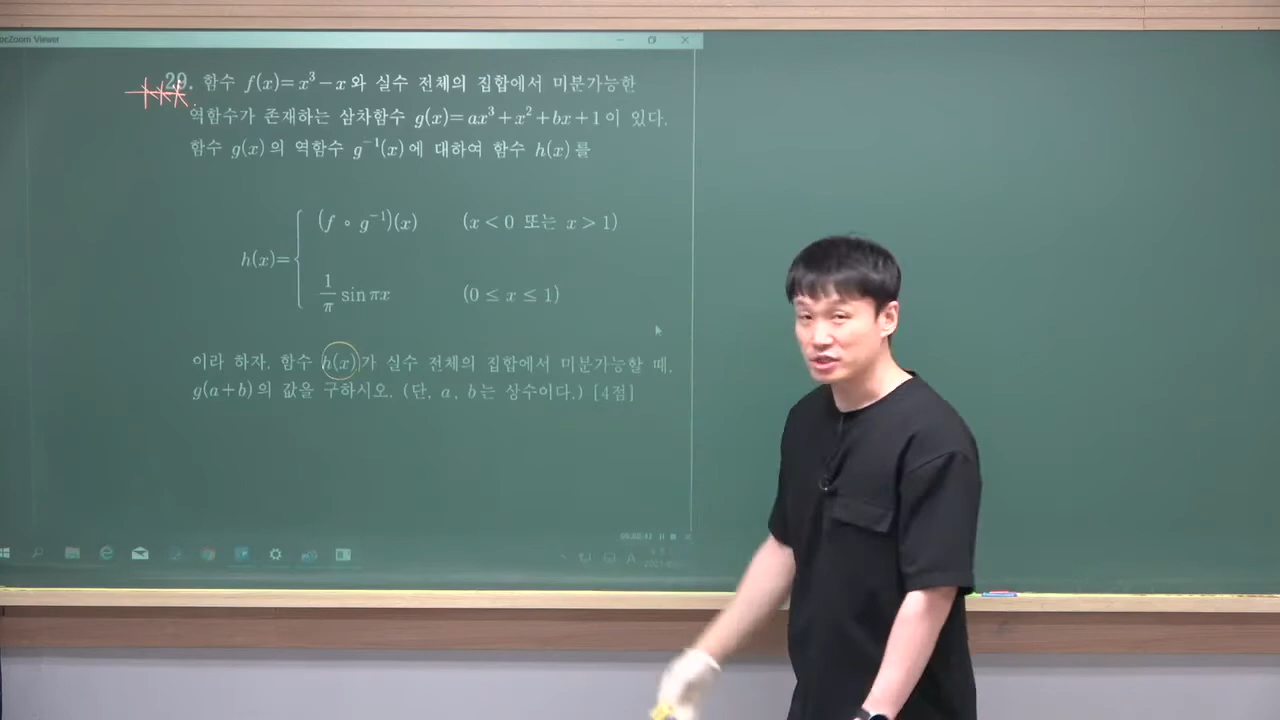 29. 함수 f(x)=x³−x와 실수 전체의 집합에서 미분가능한
역함수가 존재하는 삼차함수 g(x)=ax³+x²+bx+1이 있다.
함수 g(x)의 역함수 g⁻¹(x)에 대하여 함수 h(x)를
h(x)= { (f∘g⁻¹)(x) (x<0 또는 x>1)
1/π sin πx (0≤x≤1)
이라 하자. 함수 h(x)가 실수 전체의 집합에서 미분가능할 때,
g(a+b)의 값을 구하시오. (단, a, b는 상수이다.) [4점]